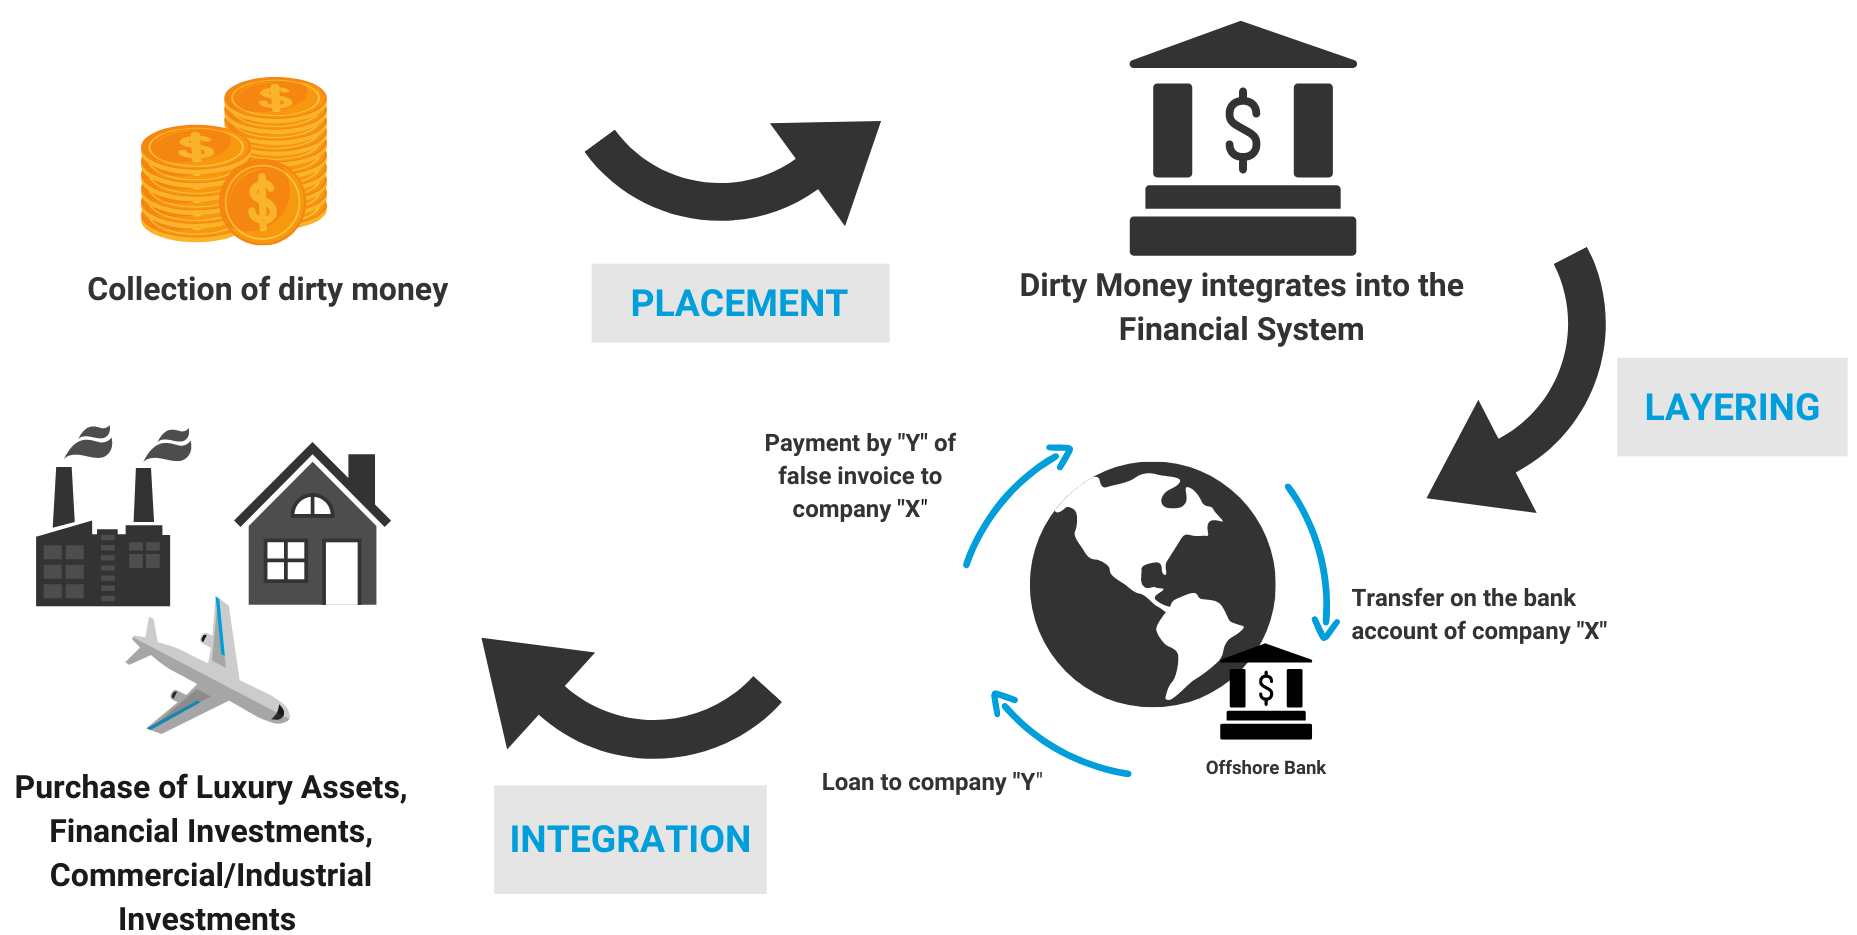 Collection of dirty money
PLACEMENT
Dirty Money integrates into the
Financial System
LAYERING
Payment by "Y" of
false invoice to
company "X"
Transfer on the bank
account of company "X"
Offshore Bank
Loan to company "Y"
INTEGRATION
Purchase of Luxury Assets,
Financial Investments,
Commercial/Industrial
Investments